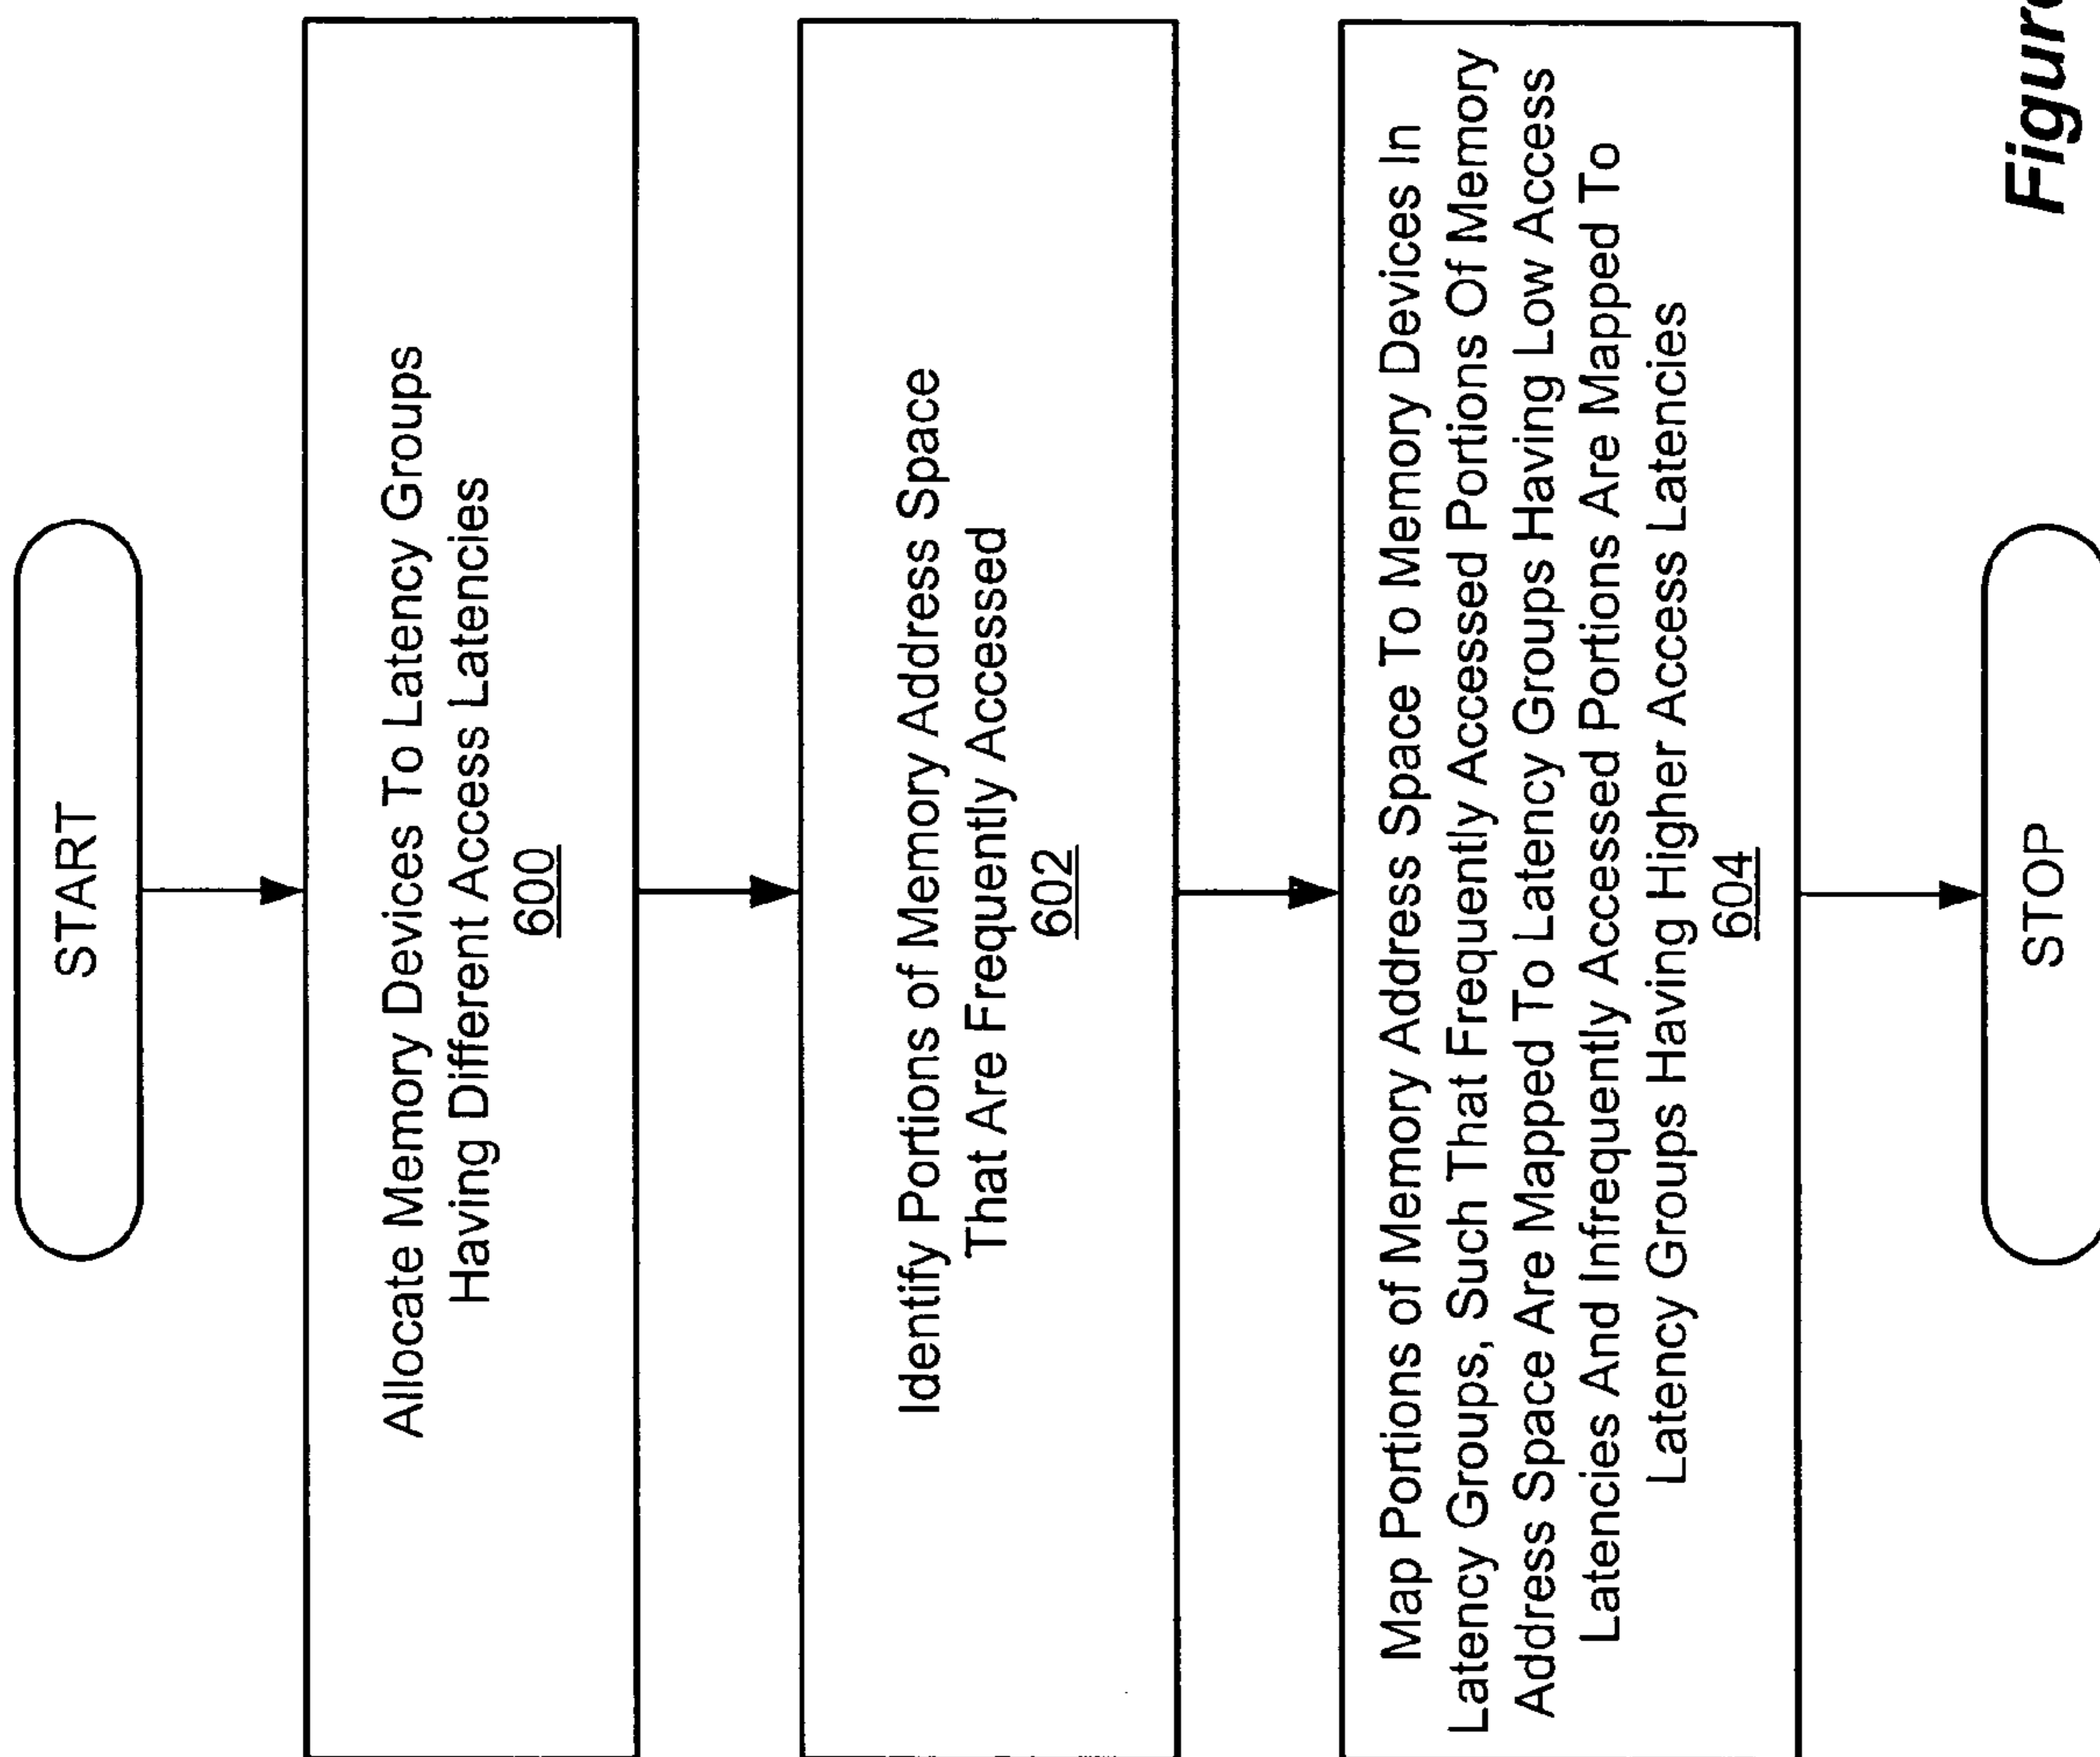 START
Allocate Memory Devices To Latency Groups
Having Different Access Latencies
600
Identify Portions of Memory Address Space
That Are Frequently Accessed
602
Map Portions of Memory Address Space To Memory Devices In
Latency Groups, Such That Frequently Accessed Portions Of Memory
Address Space Are Mapped To Latency Groups Having Low Access
Latencies And Infrequently Accessed Portions Are Mapped To
Latency Groups Having Higher Access Latencies
604
STOP